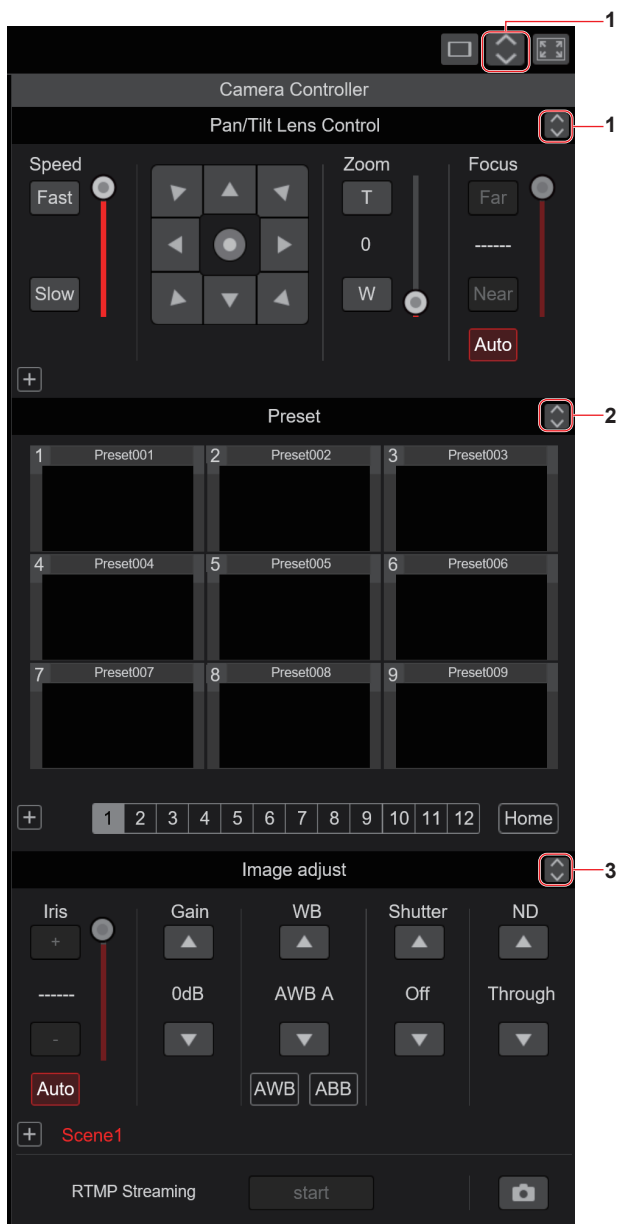 1
Camera Controller
Pan/Tilt Lens Control
1
Speed
Zoom
Focus
Fast
T
Far
0
------
Slow
W
Near
Auto
+
Preset
2
1 Preset001
2 Preset002
3 Preset003
4 Preset004
5 Preset005
6 Preset006
7 Preset007
8 Preset008
9 Preset009
+
1 2 3 4 5 6 7 8 9 10 11 12
Home
Image adjust
3
Iris
Gain
WB
Shutter
ND
+
------
0dB
AWB A
Off
Through
-
Auto
AWB
ABB
+
Scene1
RTMP Streaming
start